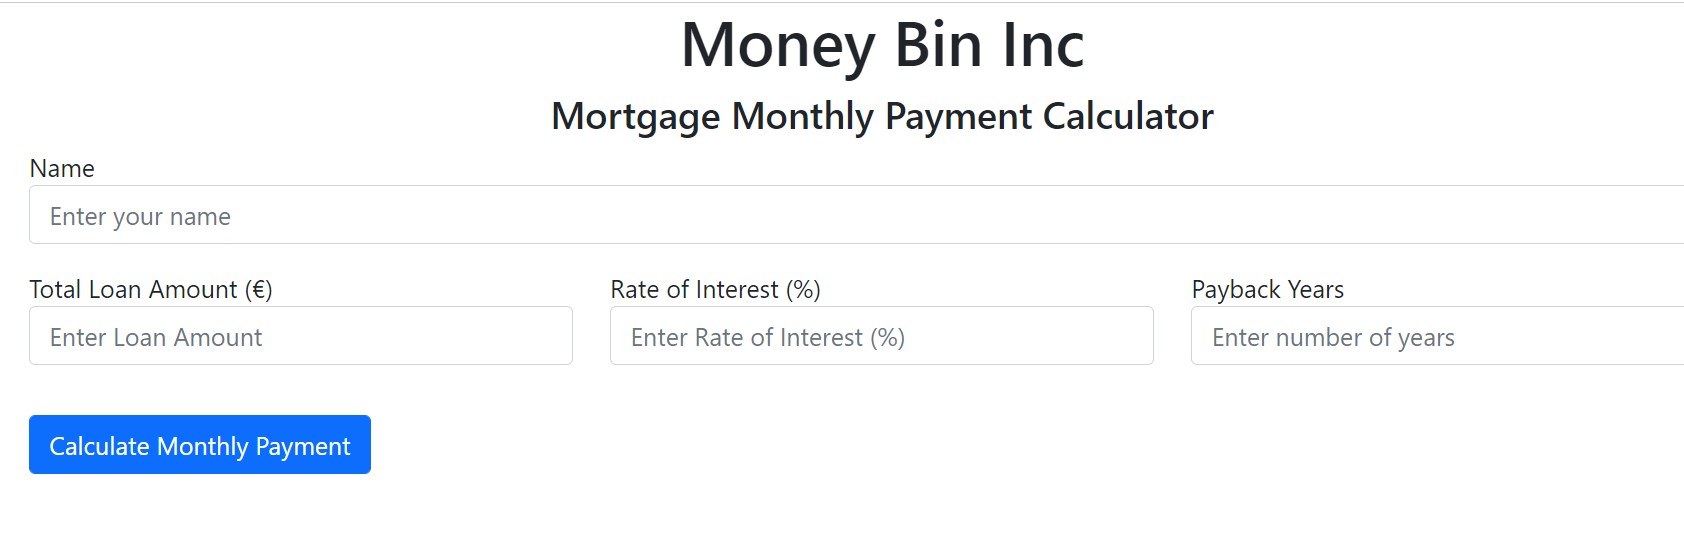 Money Bin Inc
Mortgage Monthly Payment Calculator
Name
Enter your name
Total Loan Amount (€) Rate of Interest (%) Payback Years
Enter Loan Amount Enter Rate of Interest (%) Enter number of years
Calculate Monthly Payment